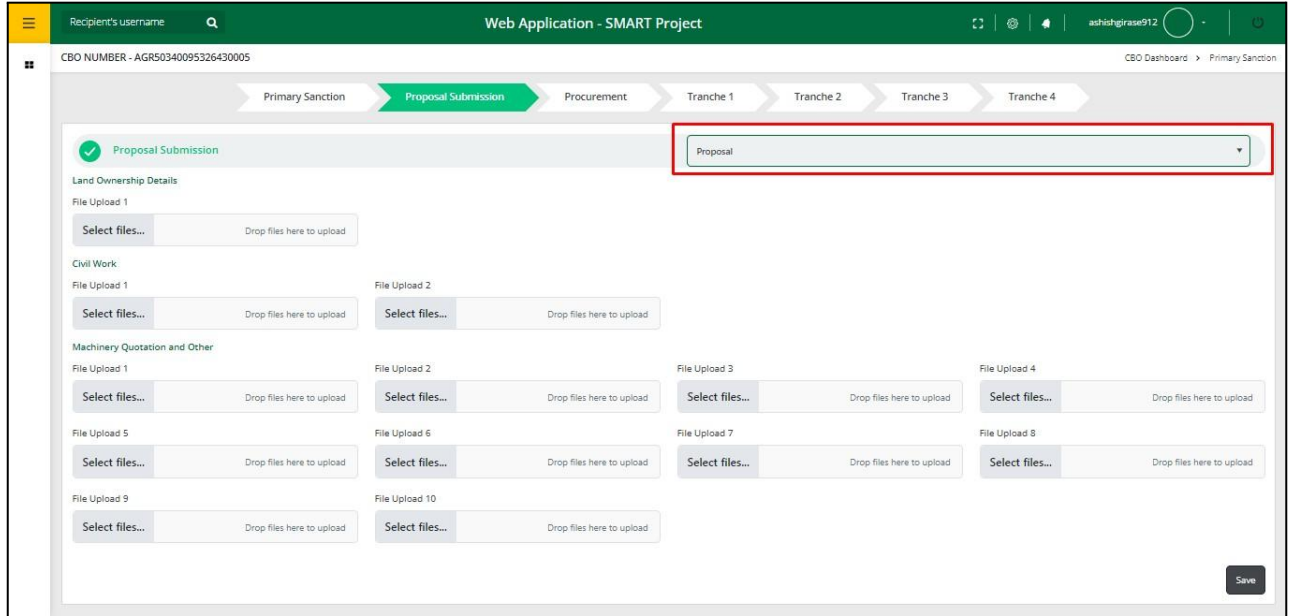 Recipient's username
Web Application - SMART Project
ashishgirase912
CBO NUMBER - AGR50340095326430005
CBO Dashboard > Primary Sanction
Primary Sanction Proposal Submission Procurement Tranche 1 Tranche 2 Tranche 3 Tranche 4
Proposal Submission
Proposal
Land Ownership Details
File Upload 1
Select files... Drop files here to upload
Civil Work
File Upload 1 File Upload 2
Select files... Drop files here to upload Select files... Drop files here to upload
Machinery Quotation and Other
File Upload 1 File Upload 2 File Upload 3 File Upload 4
Select files... Drop files here to upload Select files... Drop files here to upload Select files... Drop files here to upload Select files... Drop files here to upload
File Upload 5 File Upload 6 File Upload 7 File Upload 8
Select files... Drop files here to upload Select files... Drop files here to upload Select files... Drop files here to upload Select files... Drop files here to upload
File Upload 9 File Upload 10
Select files... Drop files here to upload Select files... Drop files here to upload
Save